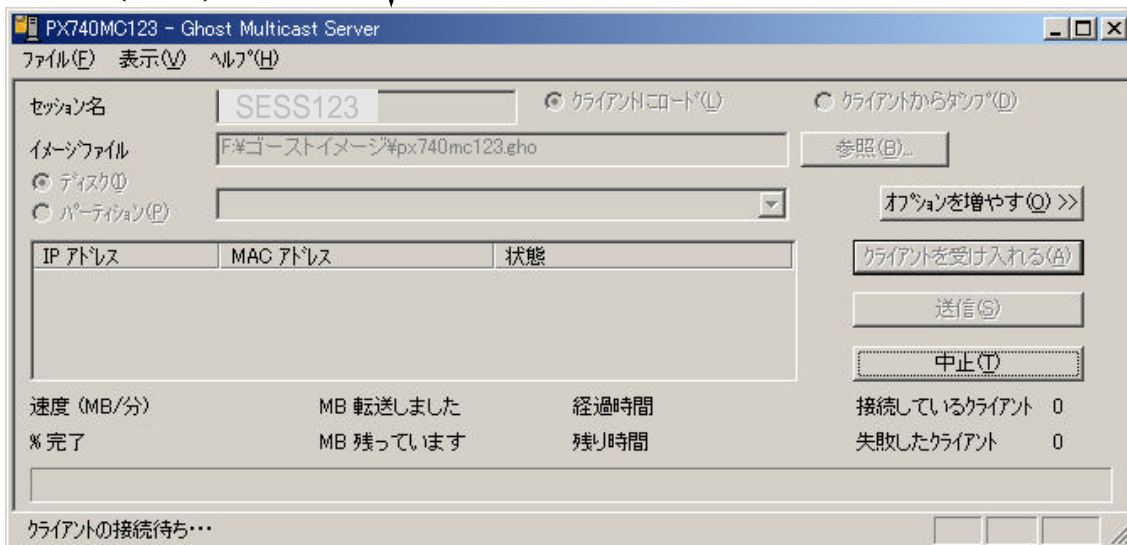 PX740MC123 - Ghost Multicast Server
ファイル(F) 表示(V) ヘルプ(H)
セッション名 SESS123 クライアントにロード(L) クライアントからダンプ(D)
イメージファイル F:¥ゴーストイメージ¥px740mc123.gho 参照(B)...
ディスク(I)
パーティション(P) オプションを増やす(O) >>
IP アドレス MAC アドレス 状態 クライアントを受け入れる(A)
送信(S)
中止(T)
速度 (MB/分) MB 転送しました 経過時間 接続しているクライアント 0
% 完了 MB 残っています 残り時間 失敗したクライアント 0
クライアントの接続待ち・・・